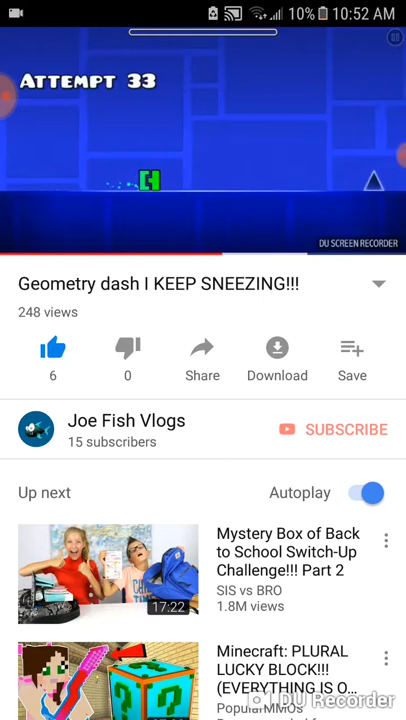 10% 10:52 AM
ATTEMPT 33
DU SCREEN RECORDER
Geometry dash I KEEP SNEEZING!!!
248 views
6
0
Share
Download
Save
Joe Fish Vlogs
15 subscribers
SUBSCRIBE
Up next
Autoplay
Mystery Box of Back
to School Switch-Up
Challenge!!! Part 2
SIS vs BRO
1.8M views
17:22
Minecraft: PLURAL
LUCKY BLOCK!!!
(EVERYTHING IS O...
PopularMMOs
DU Recorder